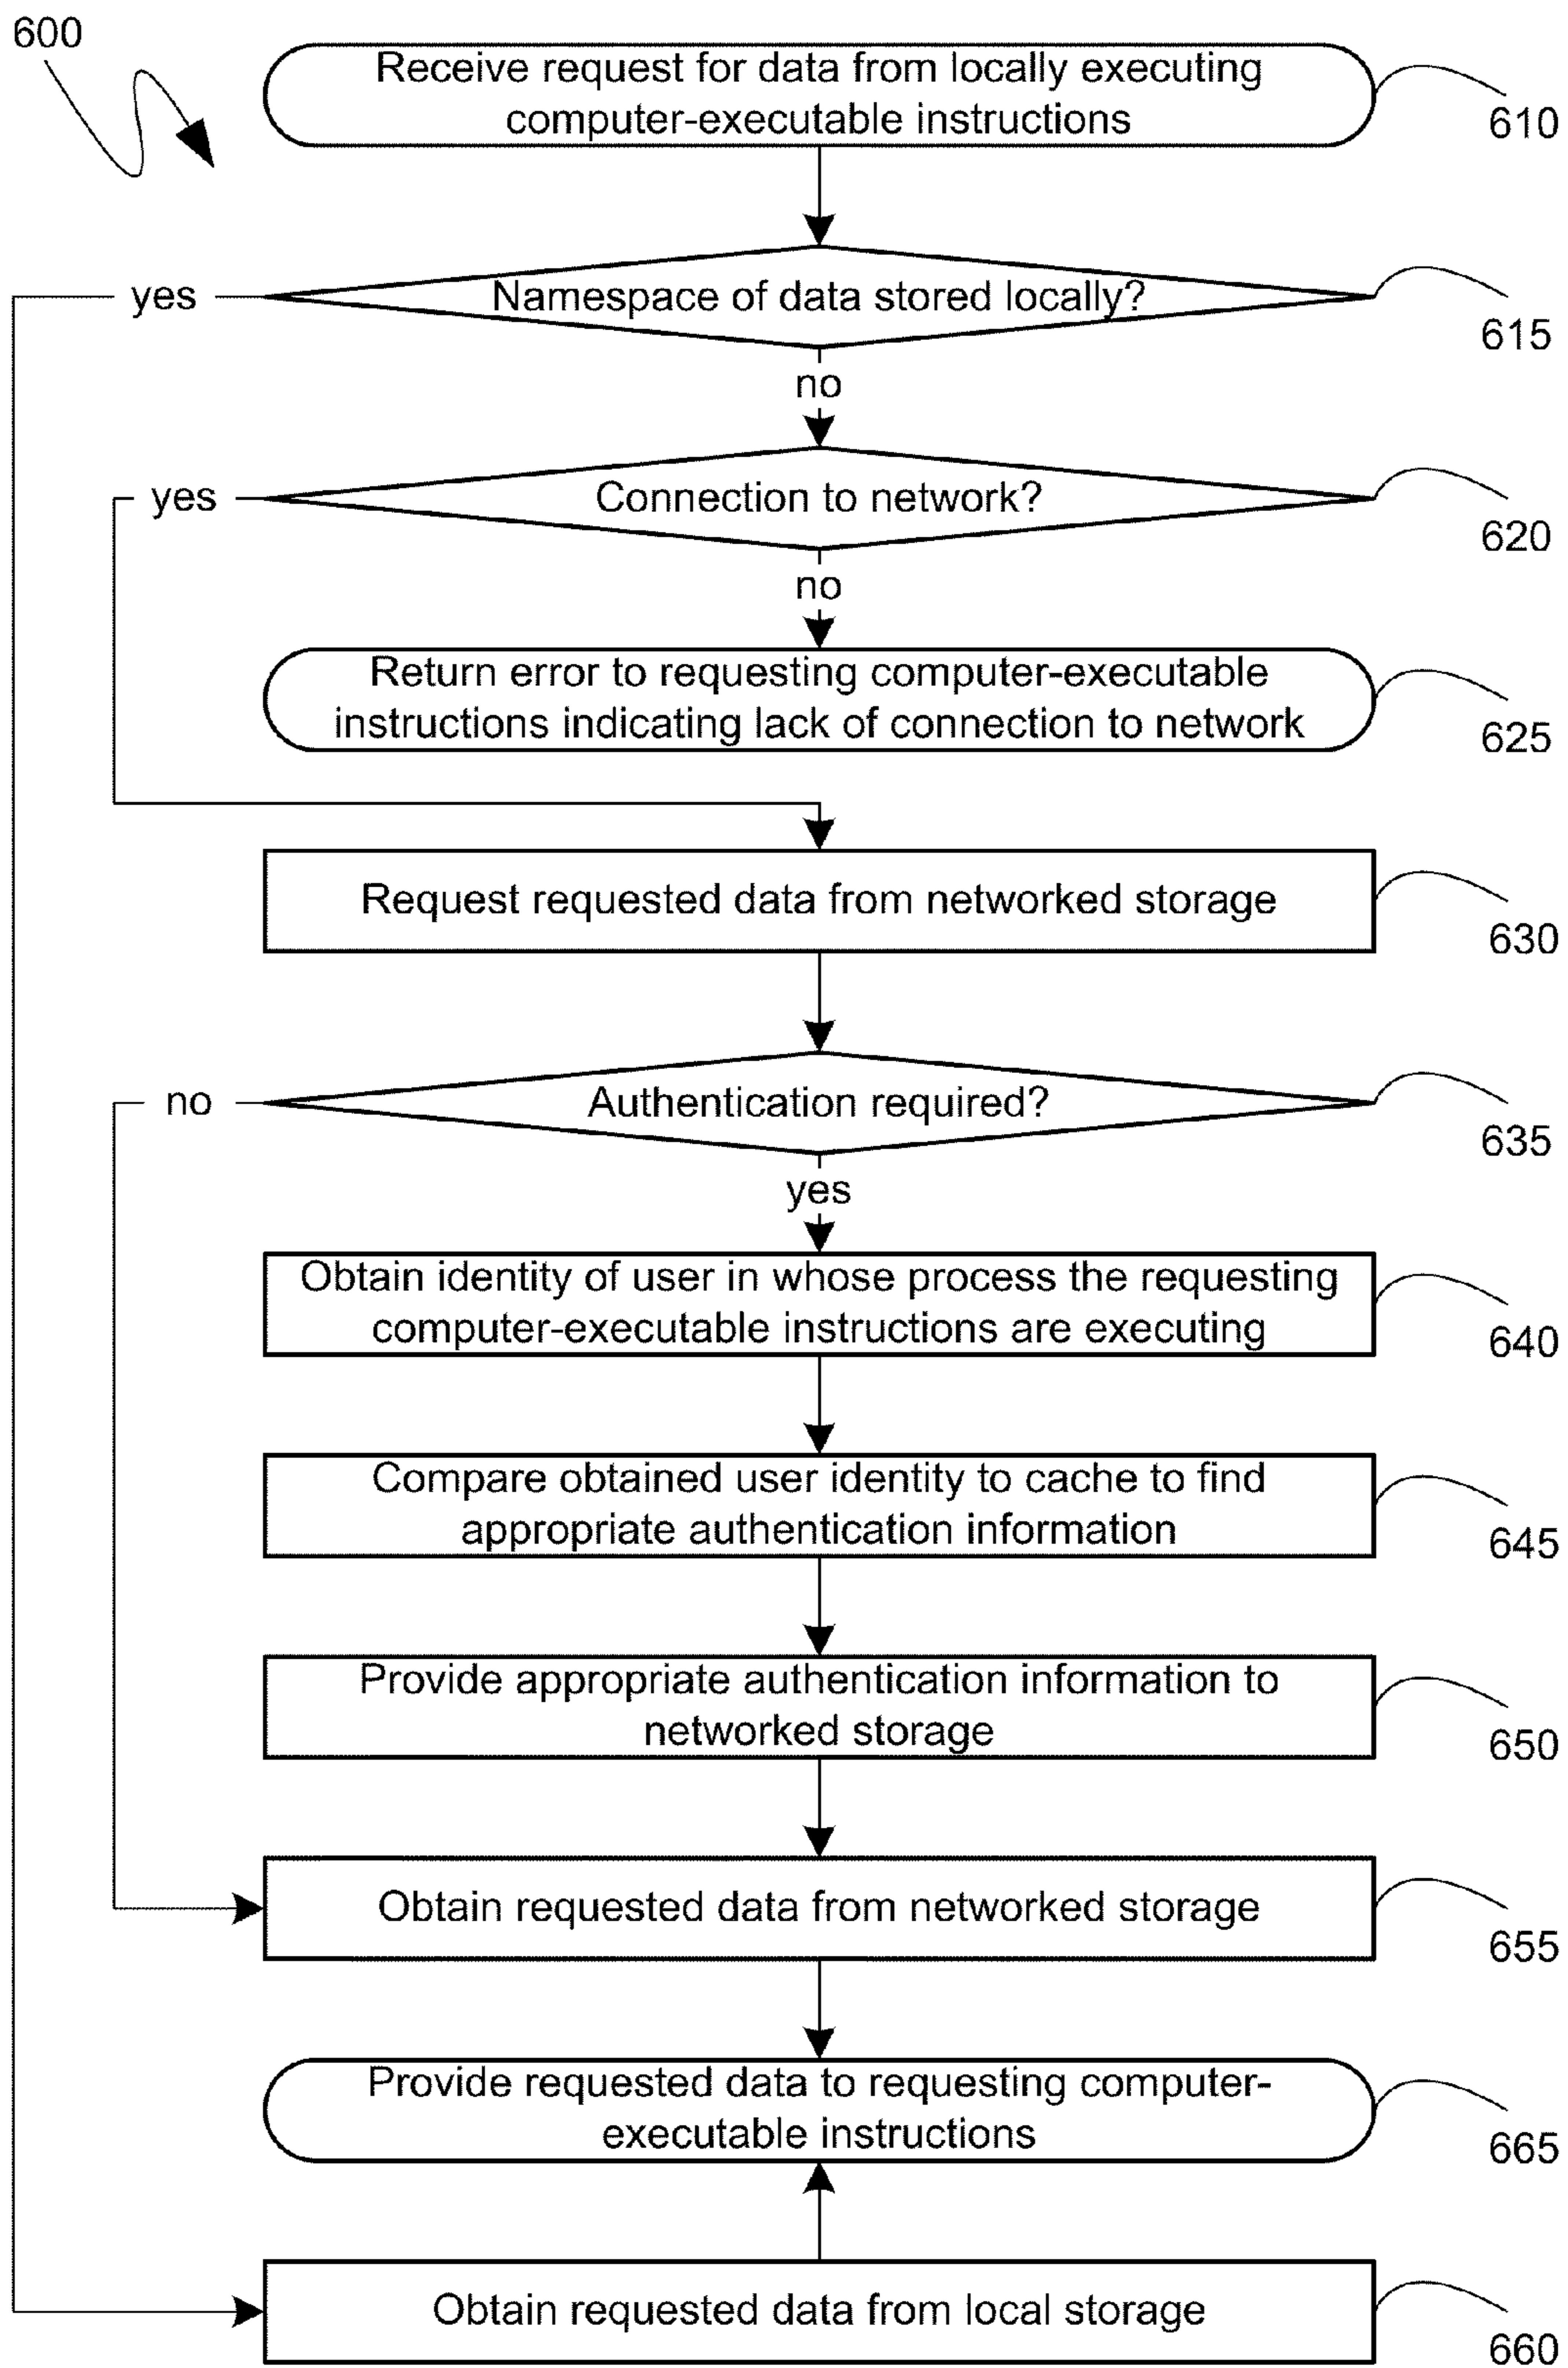 600
Receive request for data from locally executing
computer-executable instructions
610
yes
Namespace of data stored locally?
615
no
yes
Connection to network?
620
no
Return error to requesting computer-executable
instructions indicating lack of connection to network
625
Request requested data from networked storage
630
no
Authentication required?
635
yes
Obtain identity of user in whose process the requesting
computer-executable instructions are executing
640
Compare obtained user identity to cache to find
appropriate authentication information
645
Provide appropriate authentication information to
networked storage
650
Obtain requested data from networked storage
655
Provide requested data to requesting computer-
executable instructions
665
Obtain requested data from local storage
660